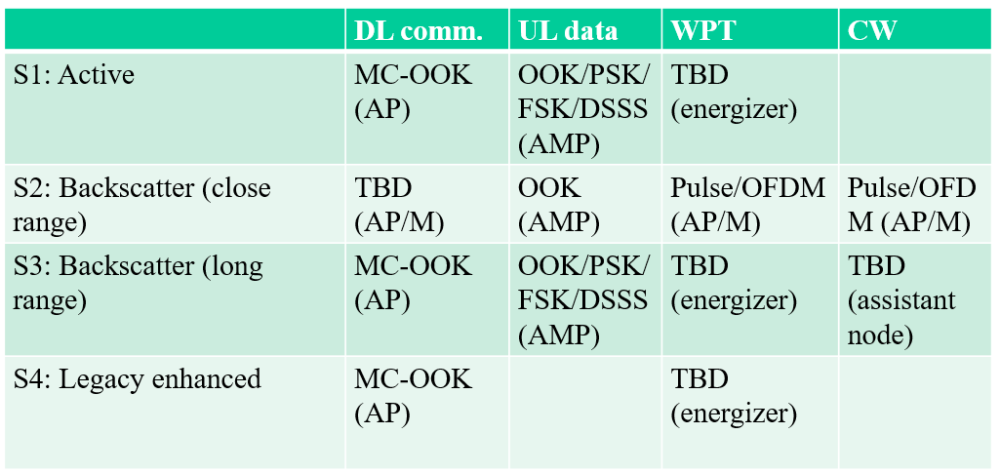 DL comm. UL data WPT CW
S1: Active MC-OOK OOK/PSK/ TBD
(AP) FSK/DSSS (energizer)
(AMP)
S2: Backscatter (close TBD OOK Pulse/OFDM Pulse/OFD
range) (AP/M) (AMP) (AP/M) M (AP/M)
S3: Backscatter (long MC-OOK OOK/PSK/ TBD TBD
range) (AP) FSK/DSSS (energizer) (assistant
(AMP) node)
S4: Legacy enhanced MC-OOK TBD
(AP) (energizer)